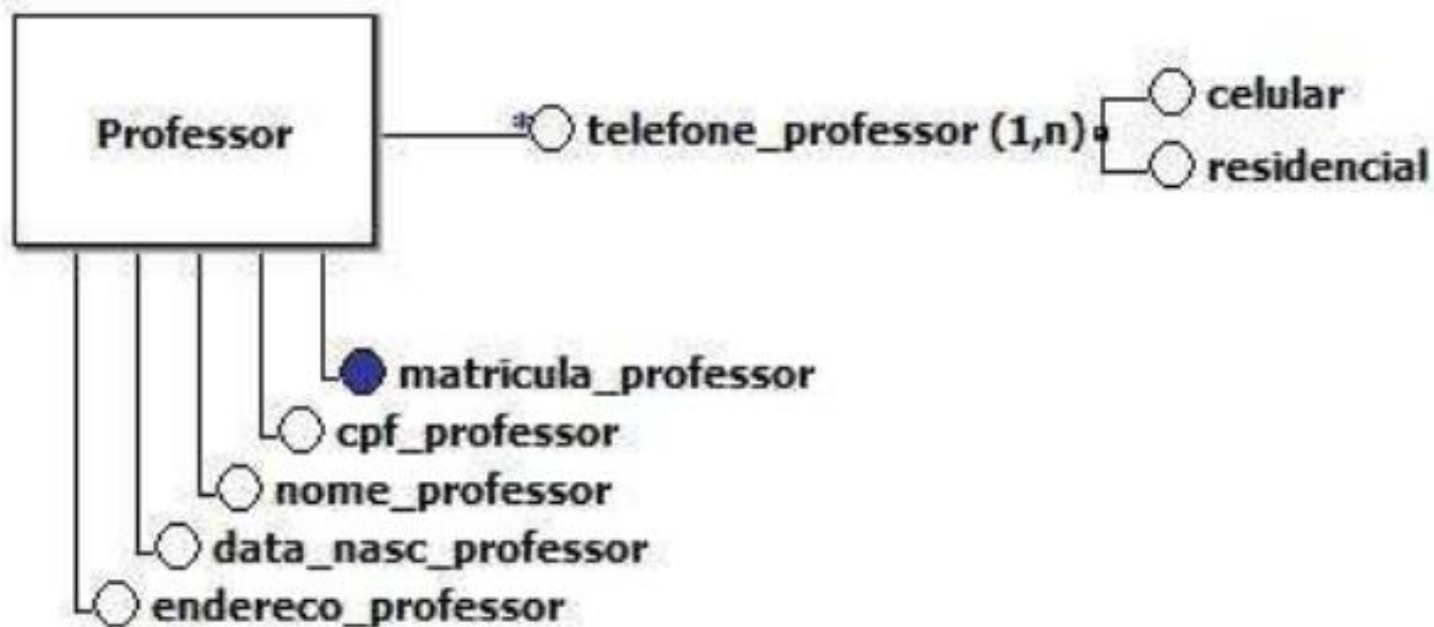 Professor
*
telefone_professor (1,n)
celular
residencial
matricula_professor
cpf_professor
nome_professor
data_nasc_professor
endereco_professor